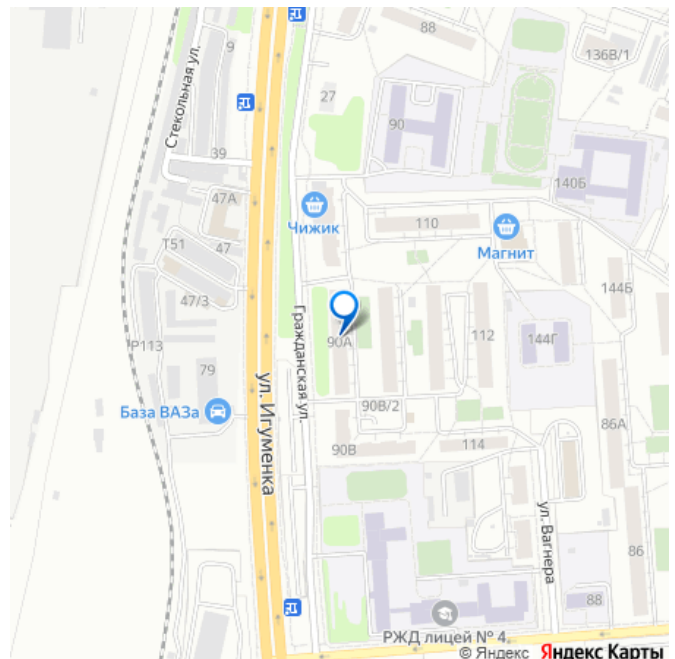 88
136В/1
9
Стекольная ул.
27
90
39
140Б
47А
Чижик
110
Магнит
Т51
47
144Б
47/3
90А
Гражданская ул.
112
144Г
Р113
79
ул. Игуменка
База ВАЗа
90В/2
86А
90В
114
ул. Вагнера
86
88
РЖД лицей № 4
© Яндекс Яндекс Карты